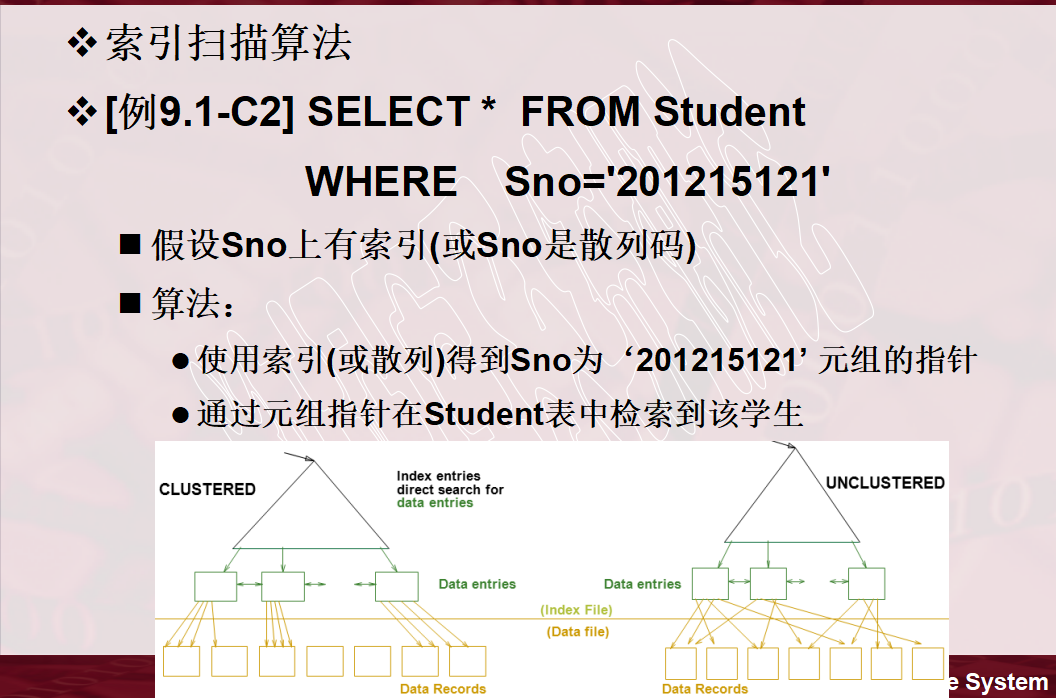 ❖索引扫描算法
❖[例9.1-C2] SELECT * FROM Student
WHERE Sno='201215121'
■ 假设Sno上有索引(或Sno是散列码)
■ 算法：
●使用索引(或散列)得到Sno为‘201215121’ 元组的指针
●通过元组指针在Student表中检索到该学生
CLUSTERED
Index entries
direct search for
data entries
UNCLUSTERED
Data entries
Data entries
(Index File)
(Data file)
Data Records
Data Records
e System